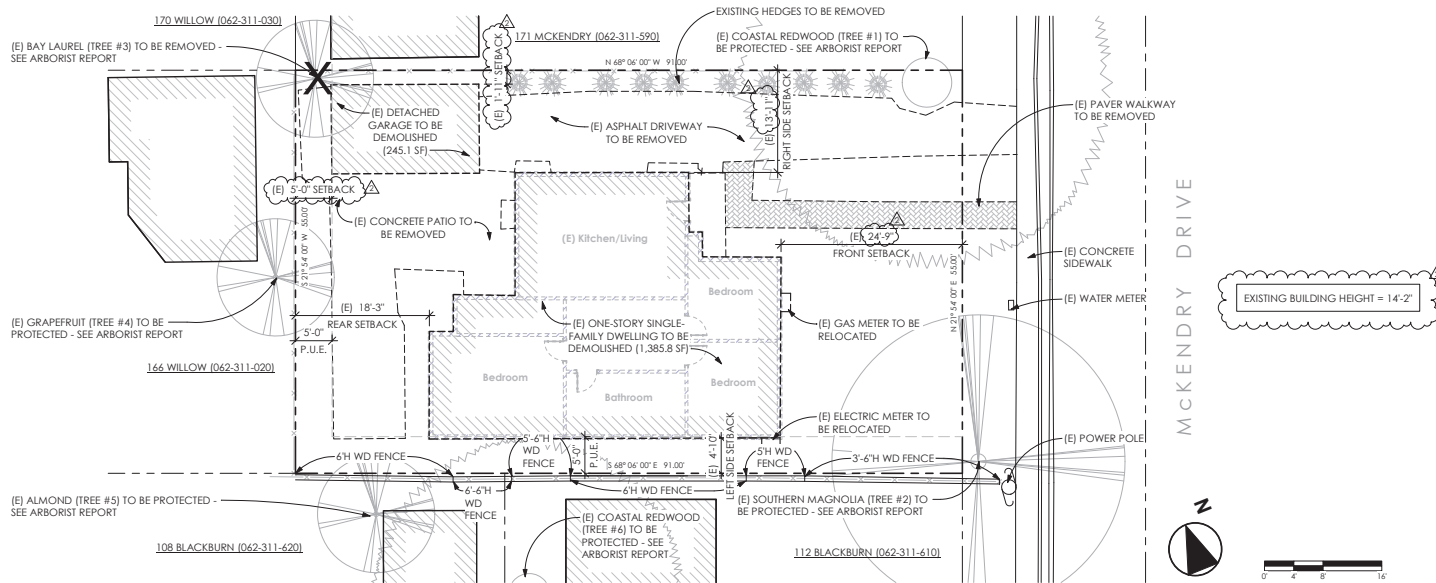 170 WILLOW (062-311-030)
(E) BAY LAUREL (TREE #3) TO BE REMOVED -
SEE ARBORIST REPORT
(E) 1'-11" SETBACK
2
171 MCKENDRY (062-311-590)
N 68° 06' 00" W 91.00'
EXISTING HEDGES TO BE REMOVED
(E) COASTAL REDWOOD (TREE #1) TO
BE PROTECTED - SEE ARBORIST REPORT
(E) DETACHED
GARAGE TO BE
DEMOLISHED
(245.1 SF)
(E) ASPHALT DRIVEWAY
TO BE REMOVED
2
(E) 13'-11"
RIGHT SIDE SETBACK
(E) PAVER WALKWAY
TO BE REMOVED
(E) 5'-0" SETBACK
2
(E) CONCRETE PATIO TO
BE REMOVED
S 21° 54' 00" W 55.00'
(E) Kitchen/Living
2
(E) 24'-9"
FRONT SETBACK
(E) CONCRETE
SIDEWALK
MCKENDRY DRIVE
N 21° 54' 00" E 55.00'
Bedroom
(E) WATER METER
EXISTING BUILDING HEIGHT = 14'-2"
(E) GRAPEFRUIT (TREE #4) TO BE
PROTECTED - SEE ARBORIST REPORT
(E) 18'-3"
REAR SETBACK
5'-0"
P.U.E.
(E) ONE-STORY SINGLE-
FAMILY DWELLING TO BE
DEMOLISHED (1,385.8 SF)
(E) GAS METER TO BE
RELOCATED
166 WILLOW (062-311-020)
Bedroom
Bathroom
Bedroom
(E) ELECTRIC METER TO
BE RELOCATED
(E) POWER POLE
6'H WD FENCE
5'-6"H
WD
FENCE
5'-0"
P.U.E.
S 68° 06' 00" E 91.00'
(E) 4'-10"
LEFT SIDE SETBACK
5'H WD
FENCE
3'-6"H WD FENCE
6'-6"H
WD
FENCE
6'H WD FENCE
(E) ALMOND (TREE #5) TO BE PROTECTED -
SEE ARBORIST REPORT
(E) SOUTHERN MAGNOLIA (TREE #2) TO
BE PROTECTED - SEE ARBORIST REPORT
(E) COASTAL REDWOOD
(TREE #6) TO BE
PROTECTED - SEE
ARBORIST REPORT
108 BLACKBURN (062-311-620)
112 BLACKBURN (062-311-610)
N
0' 4' 8' 16'